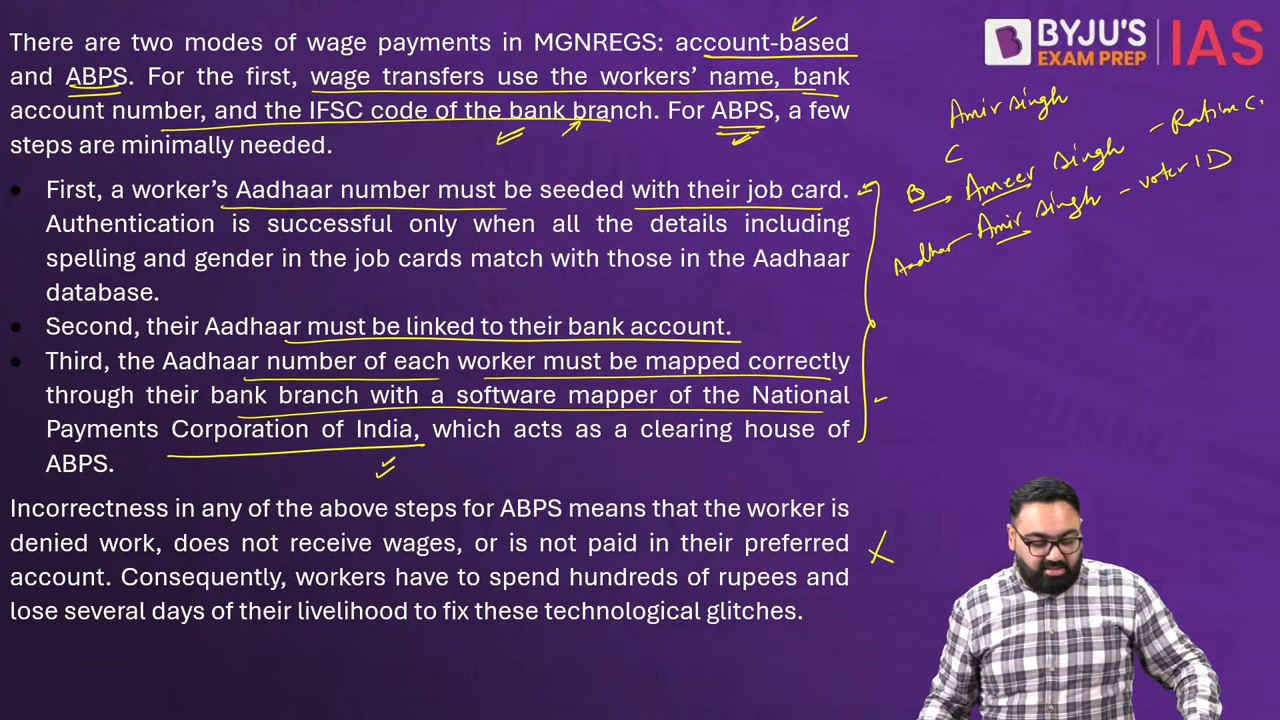 There are two modes of wage payments in MGNREGS: account-based
and ABPS. For the first, wage transfers use the workers' name, bank
account number, and the IFSC code of the bank branch. For ABPS, a few
steps are minimally needed.
• First, a worker's Aadhaar number must be seeded with their job card.
Authentication is successful only when all the details including
spelling and gender in the job cards match with those in the Aadhaar
database.
• Second, their Aadhaar must be linked to their bank account.
• Third, the Aadhaar number of each worker must be mapped correctly
through their bank branch with a software mapper of the National
Payments Corporation of India, which acts as a clearing house of
ABPS.
Incorrectness in any of the above steps for ABPS means that the worker is
denied work, does not receive wages, or is not paid in their preferred
account. Consequently, workers have to spend hundreds of rupees and
lose several days of their livelihood to fix these technological glitches.
BYJU'S
EXAM PREP
IAS
Amir singh
C
B → Ameer singh - Ration C.
Aadhar - Amir singh - voter ID